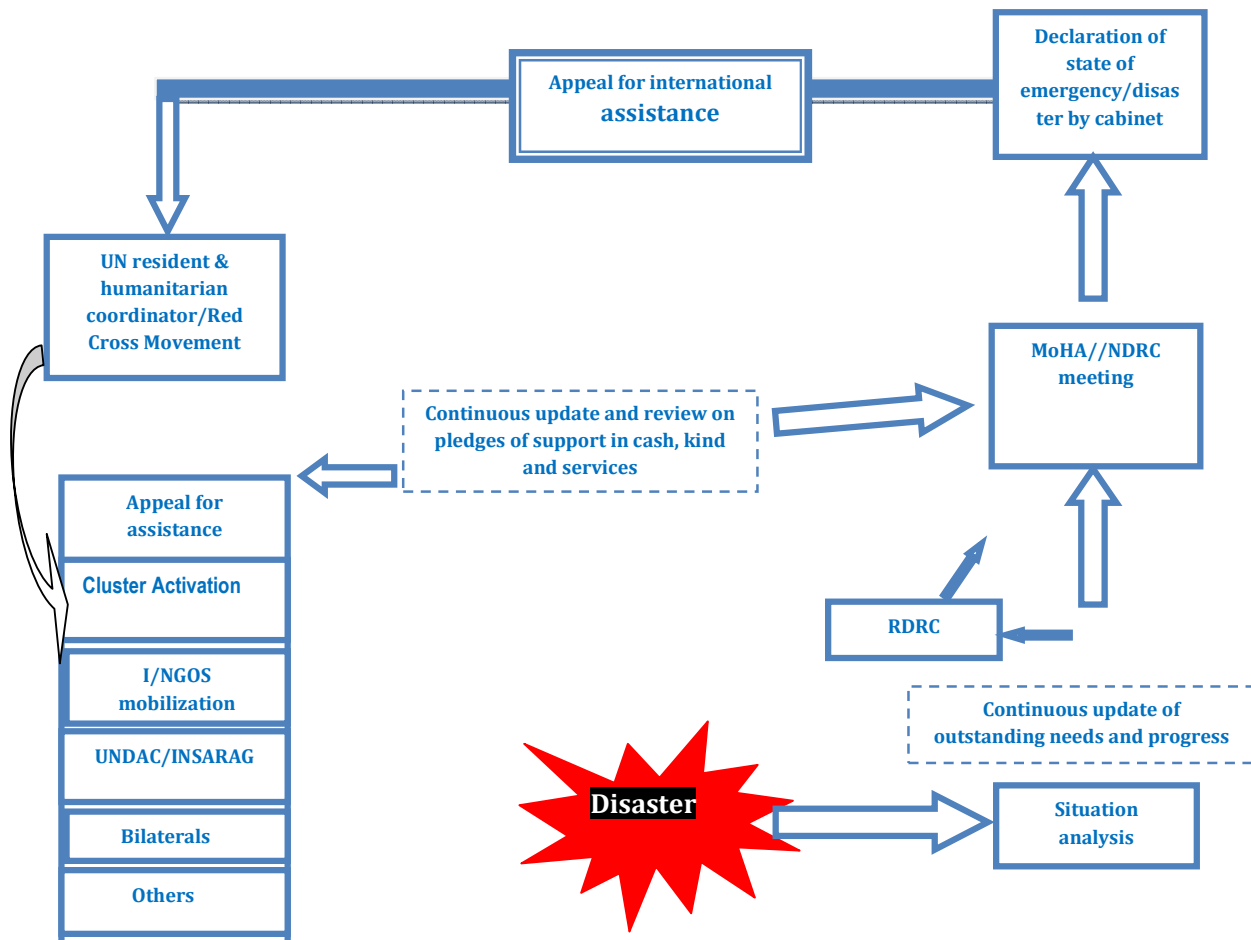 Declaration of
state of
emergency/disas
ter by cabinet
Appeal for international
assistance
UN resident &
humanitarian
coordinator/Red
Cross Movement
MoHA//NDRC
meeting
Continuous update and review on
pledges of support in cash, kind
and services
Appeal for
assistance
Cluster Activation
I/NGOS
mobilization
UNDAC/INSARAG
Bilaterals
Others
RDRC
Continuous update of
outstanding needs and progress
Disaster
Situation
analysis